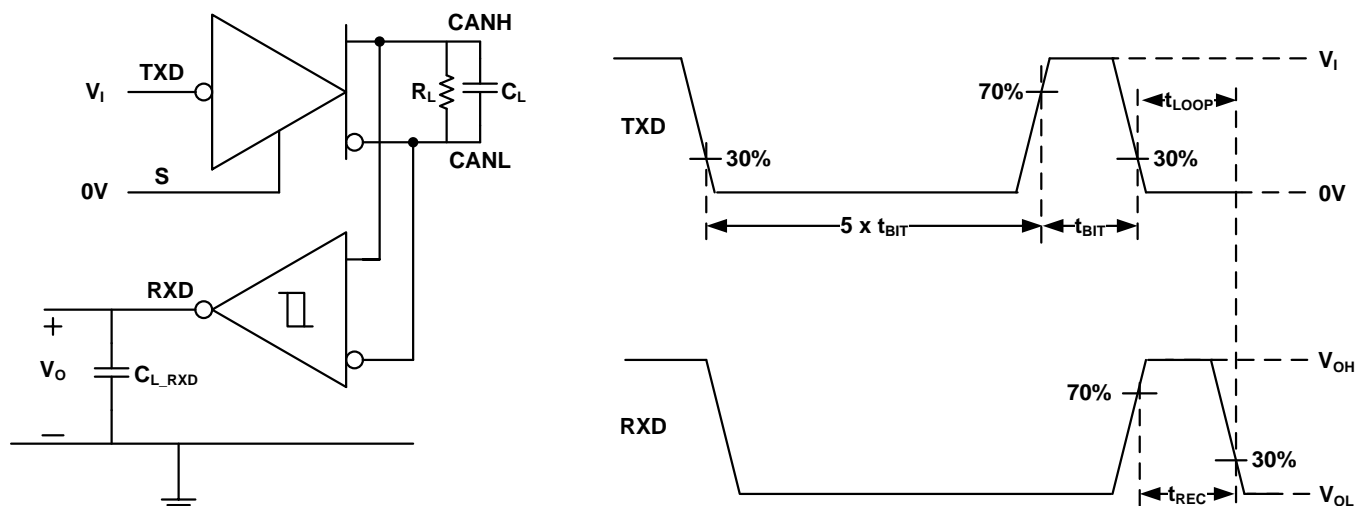 CANH
TXD
V_I
R_L
C_L
CANL
S
0V
RXD
+
V_O
C_L_RXD
—
TXD
30%
70%
V_I
t_LOOP
30%
0V
5 x t_BIT
t_BIT
RXD
70%
V_OH
30%
t_REC
V_OL